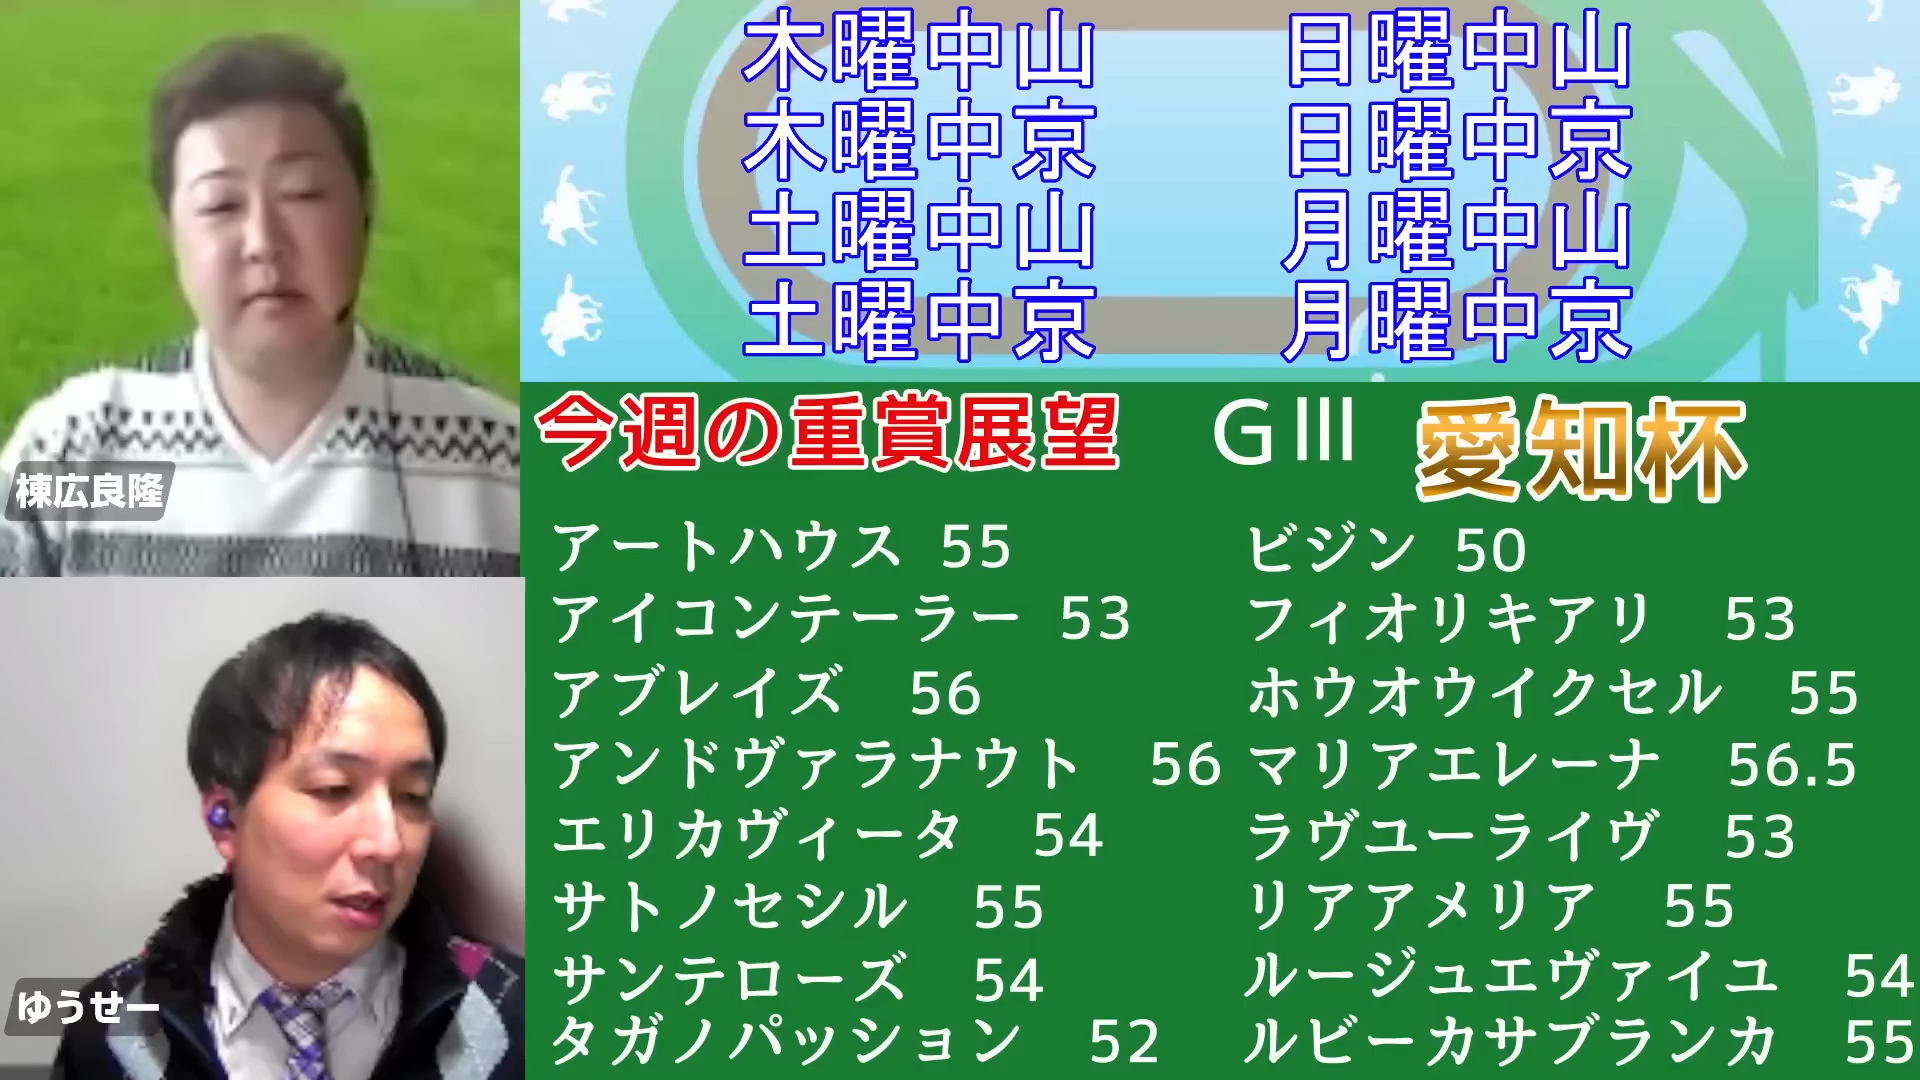 木曜中山
木曜中京
土曜中山
土曜中京
日曜中山
日曜中京
月曜中山
月曜中京
棟広良隆
ゆうせー
今週の重賞展望 GⅢ 愛知杯
アートハウス 55
アイコンテーラー 53
アブレイズ 56
アンドヴァラナウト 56
エリカヴィータ 54
サトノセシル 55
サンテローズ 54
タガノパッション 52
ビジン 50
フィオリキアリ 53
ホウオウイクセル 55
マリアエレーナ 56.5
ラヴユーライヴ 53
リアアメリア 55
ルージュエヴァイユ 54
ルビーカサブランカ 55